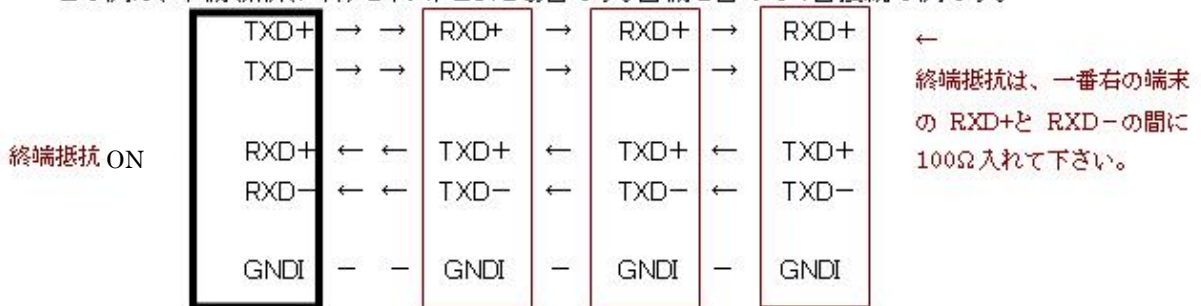 TXD+ → → RXD+ → RXD+ → RXD+ ←
TXD− → → RXD− → RXD− → RXD−
終端抵抗は、一番右の端末
の RXD+と RXD−の間に
100Ω入れて下さい。
終端抵抗 ON
RXD+ ← ← TXD+ ← TXD+ ← TXD+
RXD− ← ← TXD− ← TXD− ← TXD−
GNDI − − GNDI − GNDI − GNDI